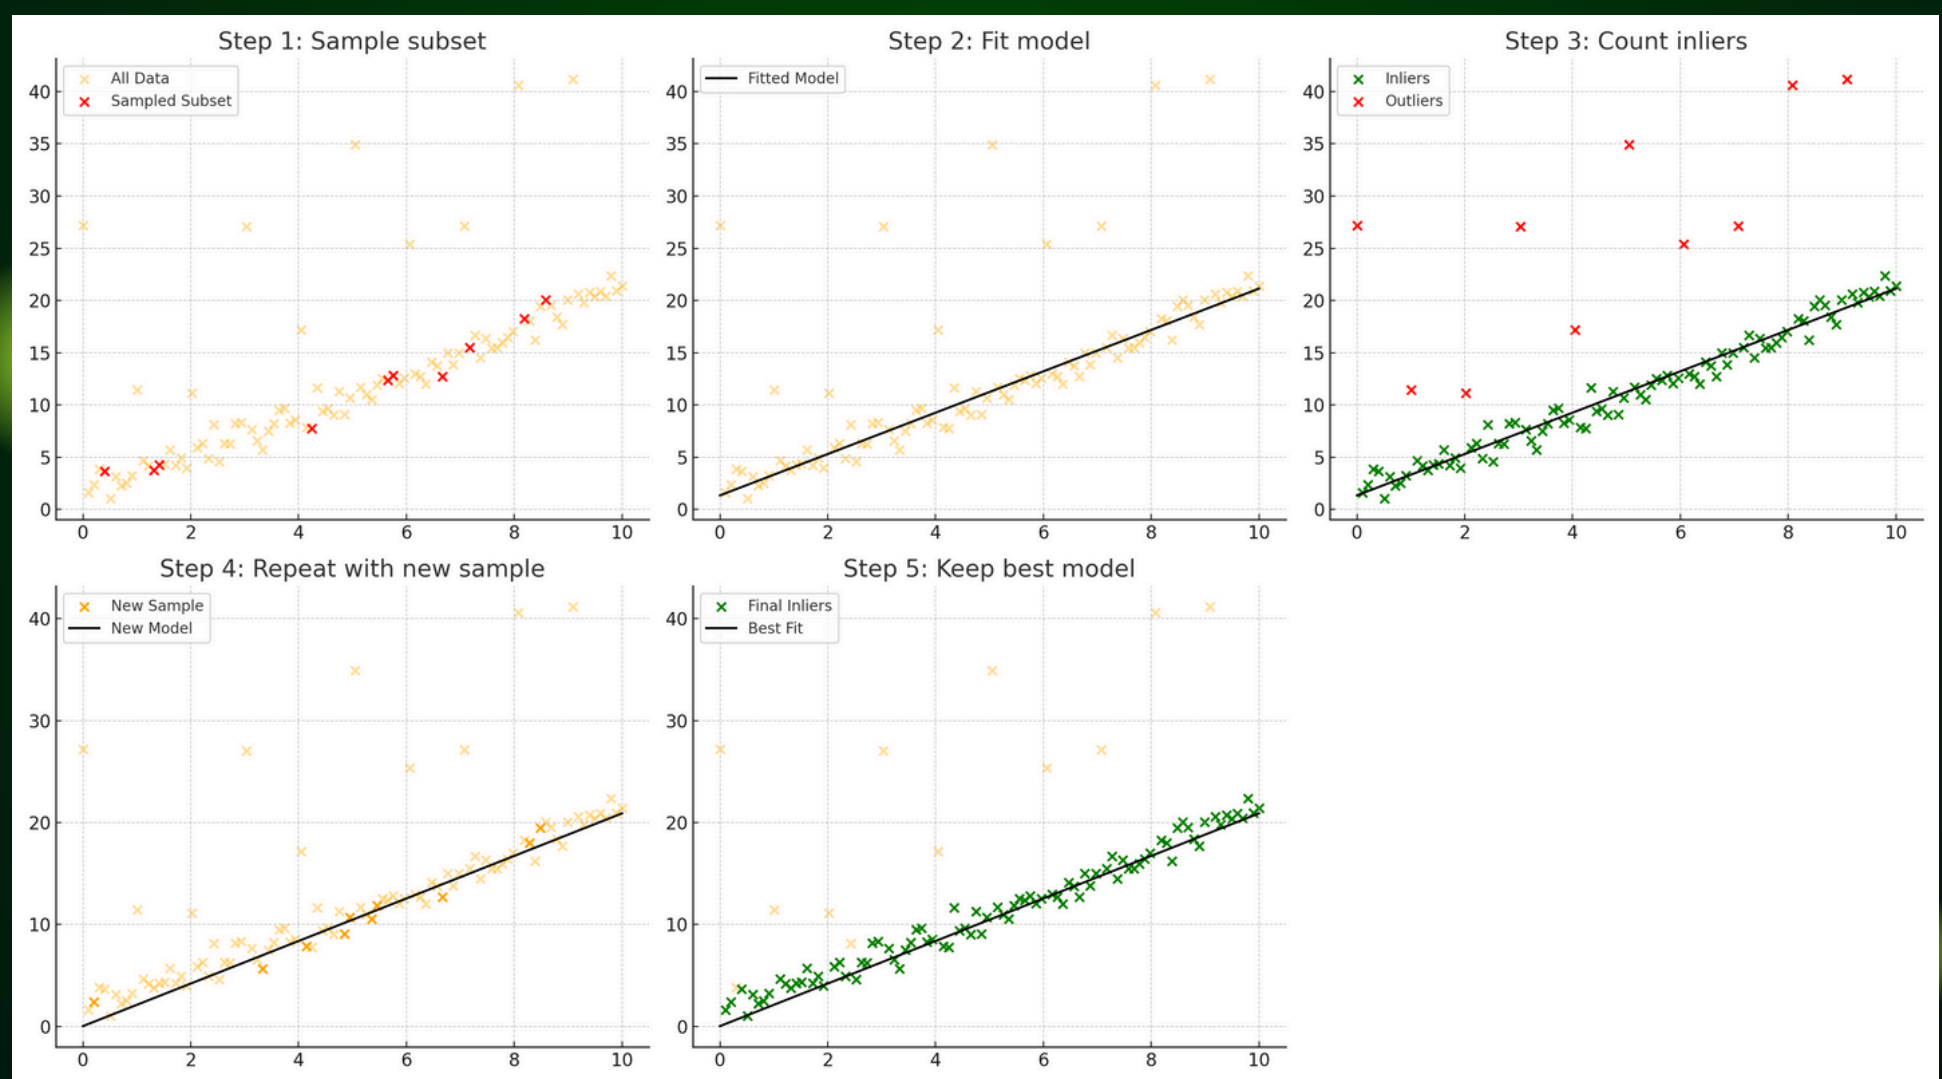 Step 1: Sample subset
All Data
Sampled Subset
40
35
30
25
20
15
10
5
0
0 2 4 6 8 10
Step 2: Fit model
Fitted Model
40
35
30
25
20
15
10
5
0
0 2 4 6 8 10
Step 3: Count inliers
Inliers
Outliers
40
35
30
25
20
15
10
5
0
0 2 4 6 8 10
Step 4: Repeat with new sample
New Sample
New Model
40
30
20
10
0
0 2 4 6 8 10
Step 5: Keep best model
Final Inliers
Best Fit
40
30
20
10
0
0 2 4 6 8 10